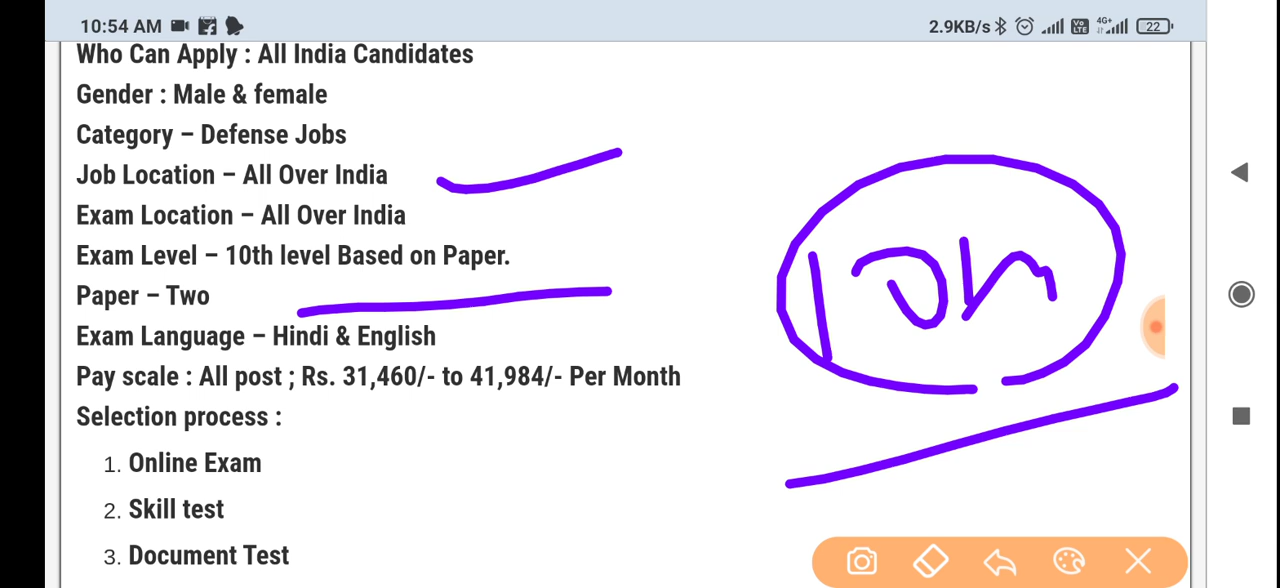 10:54 AM 2.9KB/s Vo LTE 4G+ 22
Who Can Apply : All India Candidates
Gender : Male & female
Category – Defense Jobs
Job Location – All Over India
Exam Location – All Over India
Exam Level – 10th level Based on Paper.
Paper – Two
Exam Language – Hindi & English
Pay scale : All post ; Rs. 31,460/- to 41,984/- Per Month
Selection process :
1. Online Exam
2. Skill test
3. Document Test